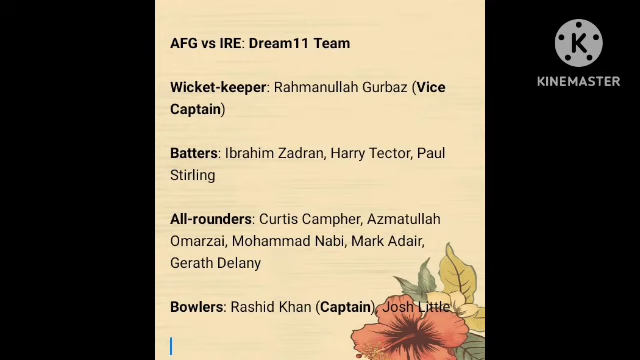 AFG vs IRE: Dream11 Team
Wicket-keeper: Rahmanullah Gurbaz (Vice
Captain)
Batters: Ibrahim Zadran, Harry Tector, Paul
Stirling
All-rounders: Curtis Campher, Azmatullah
Omarzai, Mohammad Nabi, Mark Adair,
Gerath Delany
Bowlers: Rashid Khan (Captain), Josh Little
K
KINEMASTER